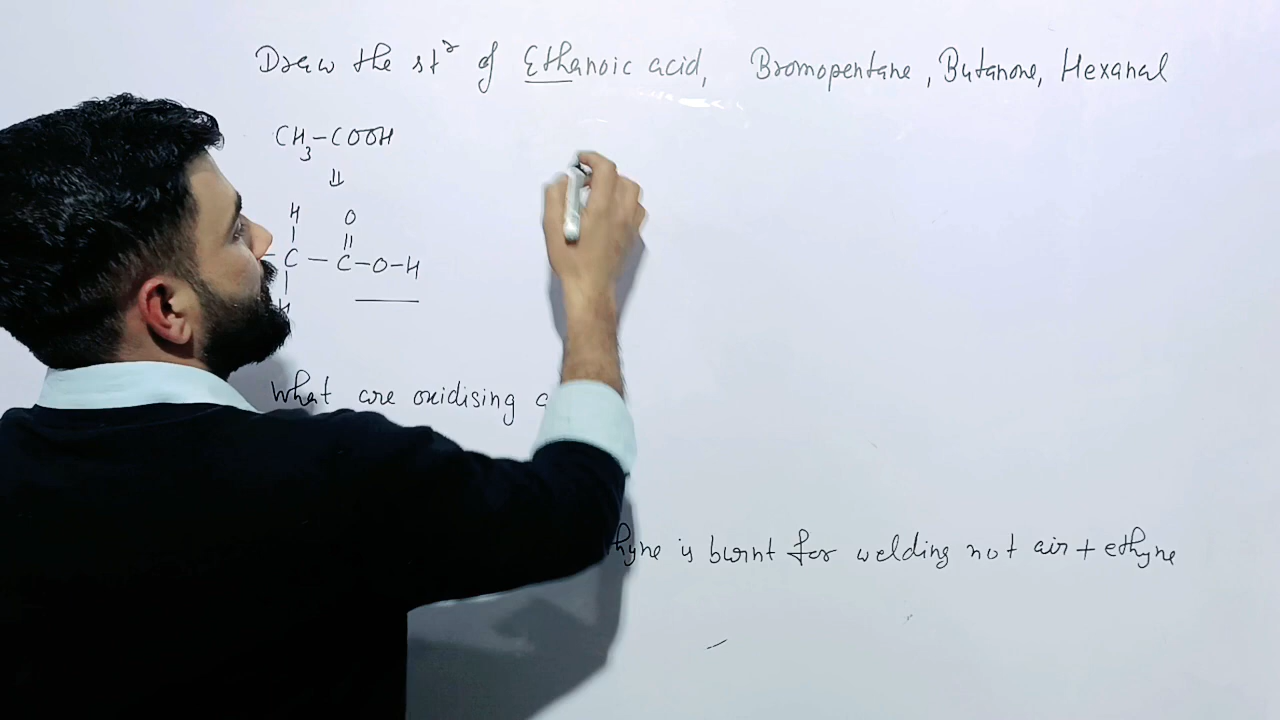 Draw the st^r of Ethanoic acid, Bromopentane, Butanone, Hexanal
CH3-COOH
⇓
H O
| ||
- C - C-O-H
|
H
What are oxidising
hyne is burnt for welding not air + ethyne